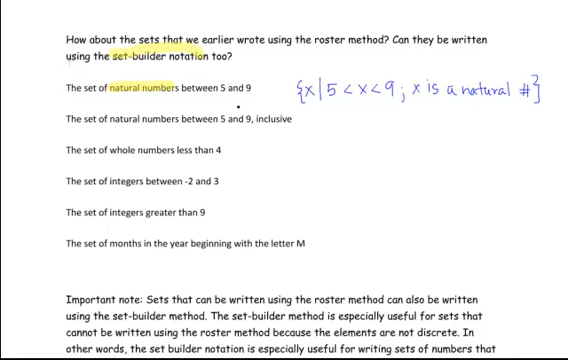 How about the sets that we earlier wrote using the roster method? Can they be written
using the set-builder notation too?
The set of natural numbers between 5 and 9 {x | 5 < x < 9 ; x is a natural #}
The set of natural numbers between 5 and 9, inclusive
The set of whole numbers less than 4
The set of integers between -2 and 3
The set of integers greater than 9
The set of months in the year beginning with the letter M
Important note: Sets that can be written using the roster method can also be written
using the set-builder method. The set-builder method is especially useful for sets that
cannot be written using the roster method because the elements are not discrete. In
other words, the set builder notation is especially useful for writing sets of numbers that